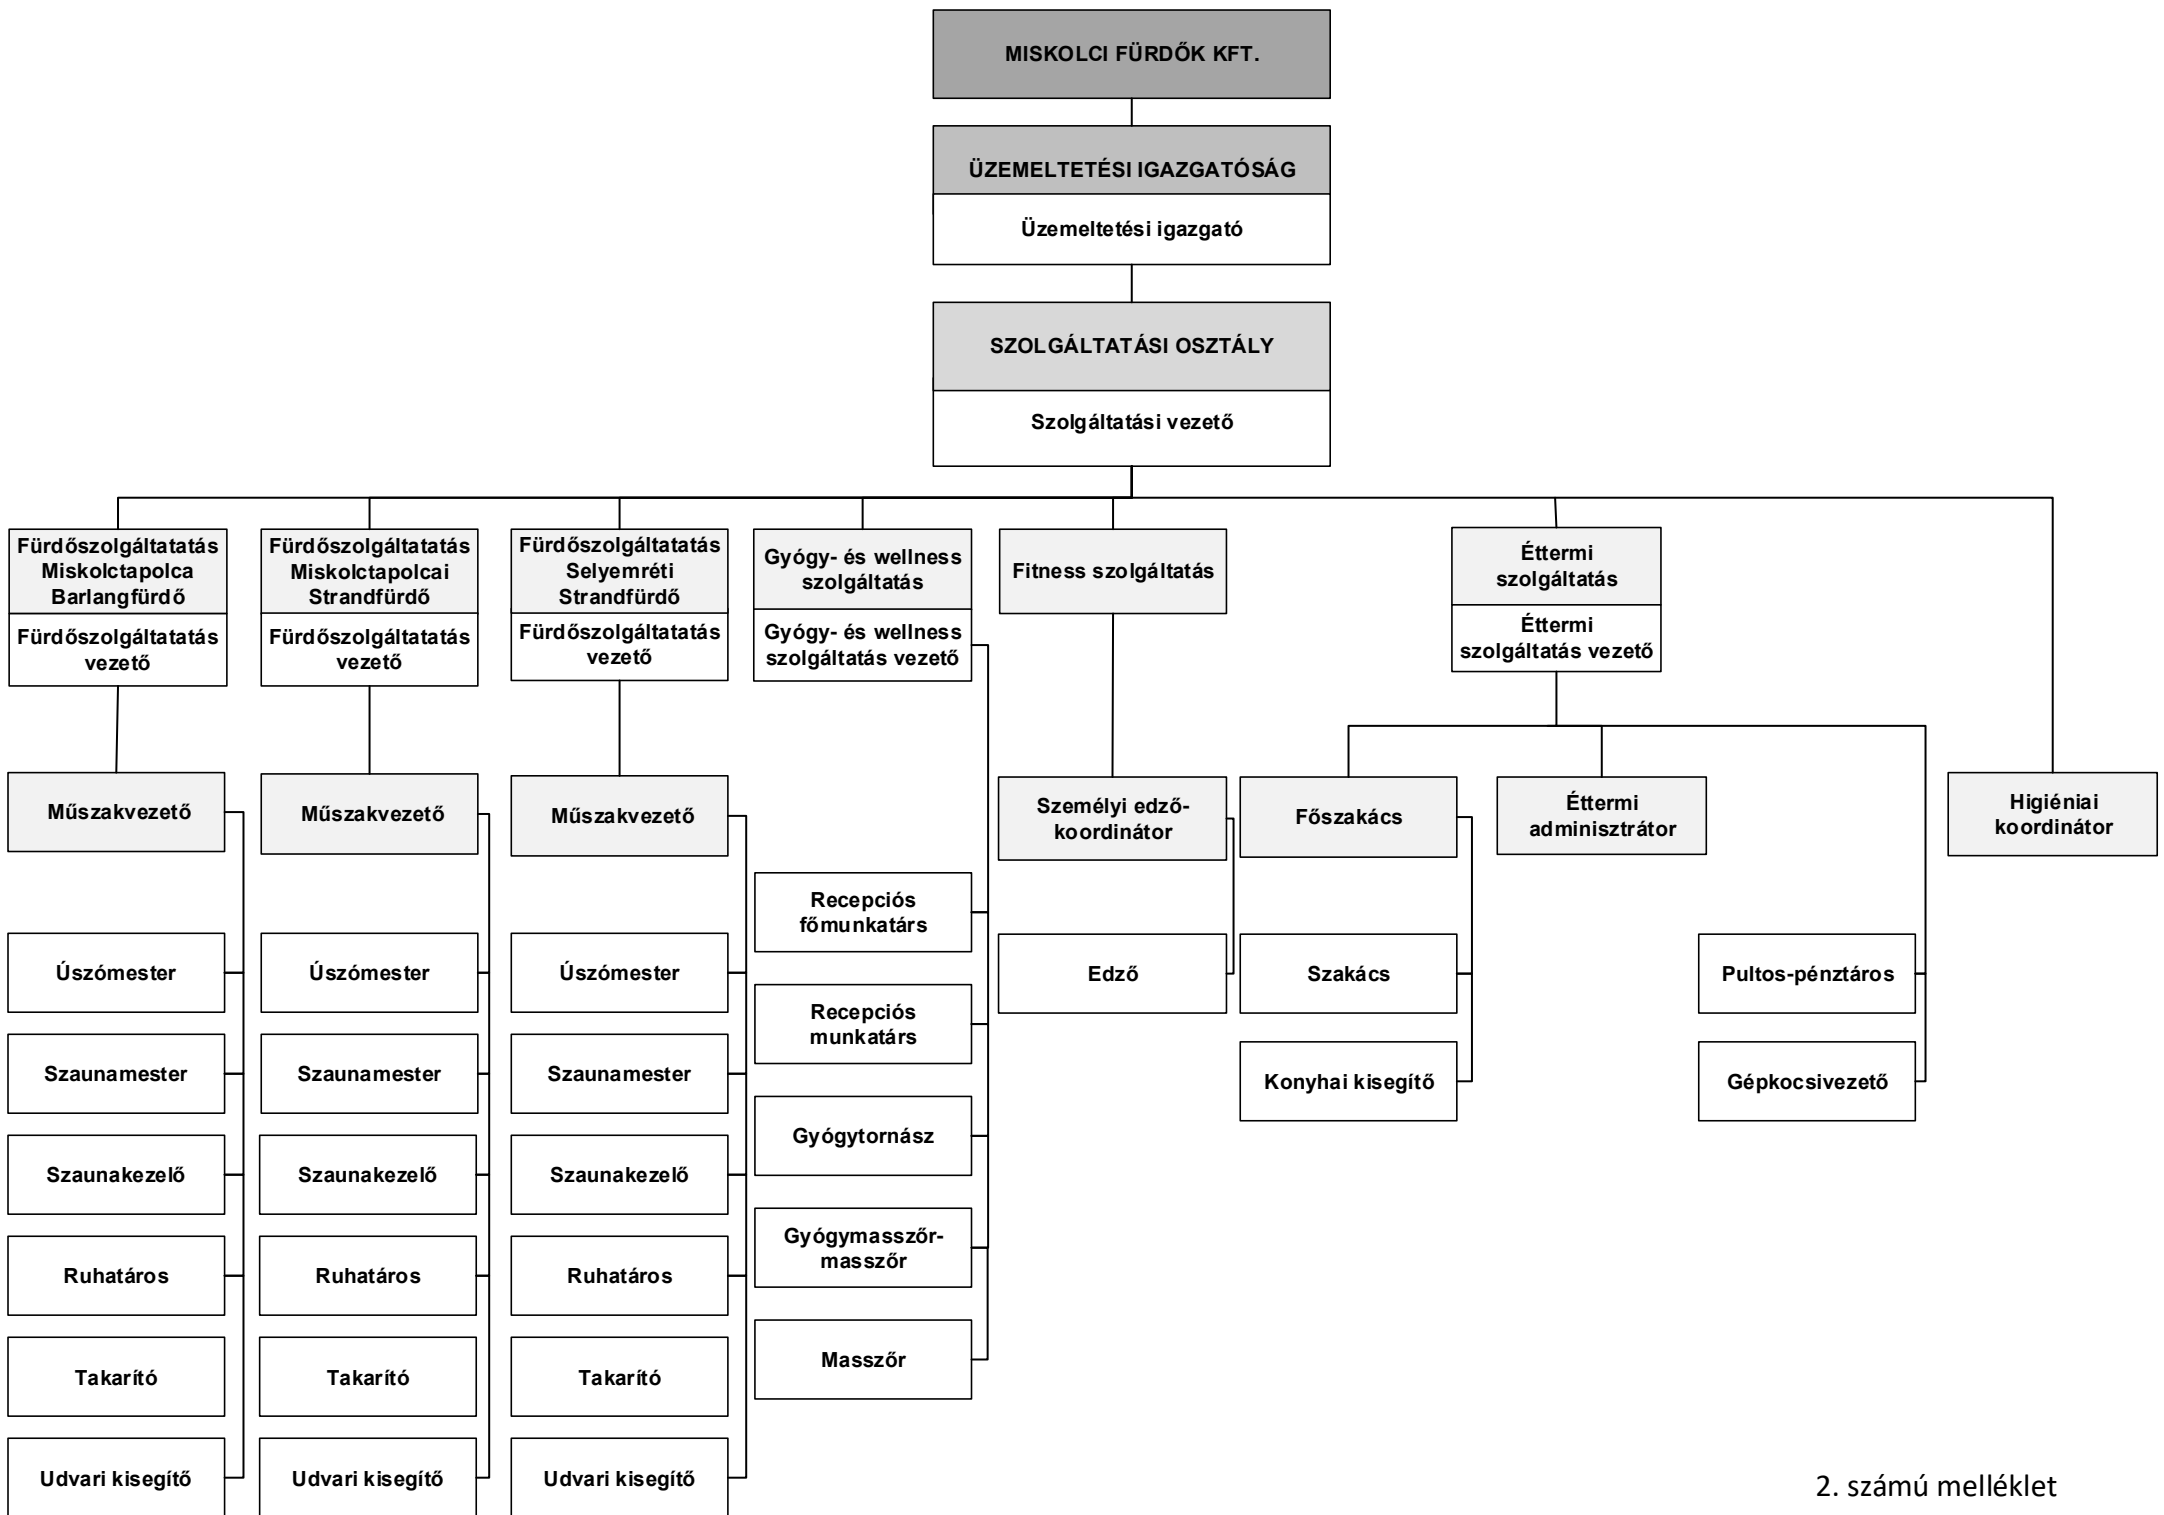 MISKOLCI FÜRDŐK KFT.
ÜZEMELTETÉSI IGAZGATÓSÁG
Üzemeltetési igazgató
SZOLGÁLTATÁSI OSZTÁLY
Szolgáltatási vezető
Fürdőszolgáltatatás
Miskolctapolca
Barlangfürdő
Fürdőszolgáltatatás
vezető
Fürdőszolgáltatatás
Miskolctapolcai
Strandfürdő
Fürdőszolgáltatatás
vezető
Fürdőszolgáltatatás
Selyemréti
Strandfürdő
Fürdőszolgáltatatás
vezető
Gyógy- és wellness
szolgáltatás
Gyógy- és wellness
szolgáltatás vezető
Fitness szolgáltatás
Éttermi
szolgáltatás
Éttermi
szolgáltatás vezető
Műszakvezető
Műszakvezető
Műszakvezető
Személyi edző-
koordinátor
Főszakács
Éttermi
adminisztrátor
Higiéniai
koordinátor
Recepciós
főmunkatárs
Úszómester
Úszómester
Úszómester
Edző
Szakács
Pultos-pénztáros
Recepciós
munkatárs
Szaunamester
Szaunamester
Szaunamester
Konyhai kisegítő
Gépkocsivezető
Gyógytornász
Szaunakezelő
Szaunakezelő
Szaunakezelő
Gyógymasszőr-
masszőr
Ruhatáros
Ruhatáros
Ruhatáros
Masszőr
Takarító
Takarító
Takarító
Udvari kisegítő
Udvari kisegítő
Udvari kisegítő
2. számú melléklet